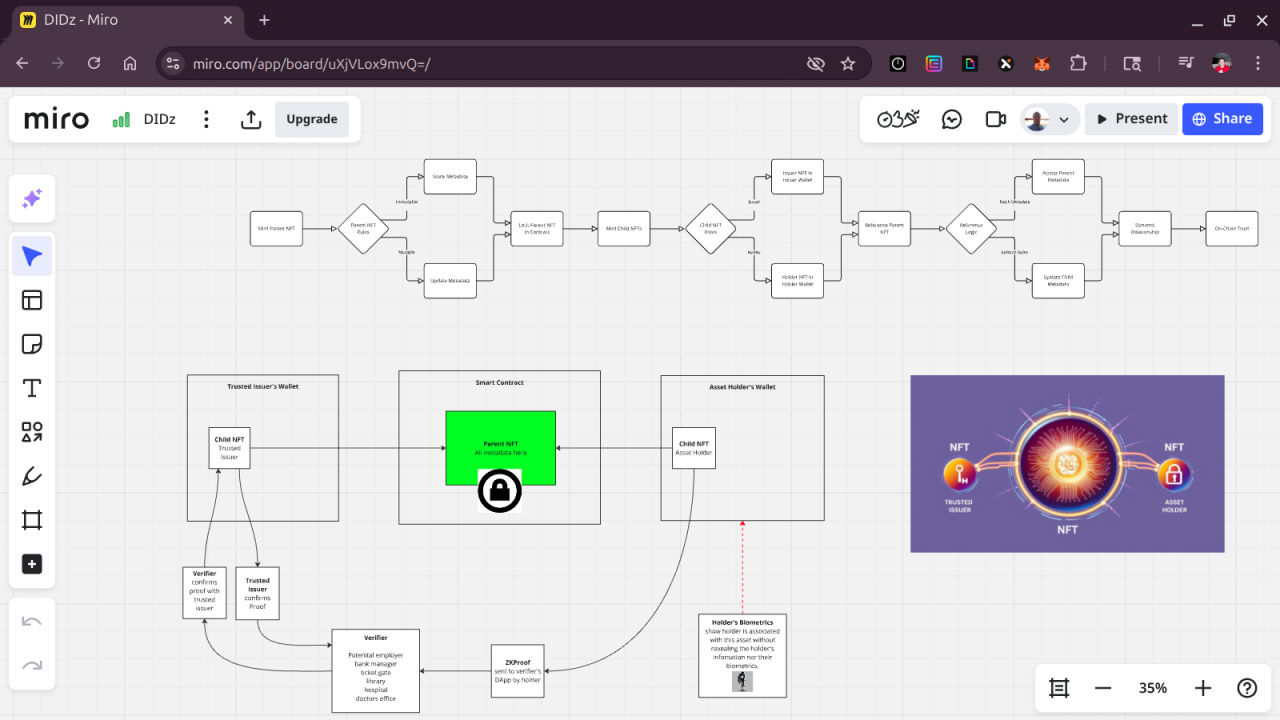 DIDz - Miro
miro.com/app/board/uXjVLox9mvQ=/
miro
DIDz
Upgrade
Present
Share
Mint Parent NFT
Parent NFT
Rules
Immutable
Mutable
Store Metadata
Update Metadata
Lock Parent NFT
in Contract
Mint Child NFTs
Child NFT
Roles
Issuer
Holder
Issuer NFT in
Issuer Wallet
Holder NFT in
Holder Wallet
Reference Parent
NFT
Reference
Logic
Fetch Metadata
Access Parent
Metadata
Update Child
Metadata
Dynamic
Relationship
On-Chain Trust
Trusted Issuer's Wallet
Child NFT
Trusted
Issuer
Smart Contract
Parent NFT
All metadata here
Asset Holder's Wallet
Child NFT
Asset Holder
NFT
TRUSTED
ISSUER
NFT
NFT
ASSET
HOLDER
Verifier
confirms
proof with
trusted
issuer
Trusted
Issuer
confirms
Proof
Verifier
Potenital employer
bank manager
ticket gate
library
hospital
doctors office
ZKProof
sent to verifier's
DApp by holder
Holder's Biometrics
show holder is associated
with this asset without
revealing the holder's
infomation nor their
biometrics.
35%